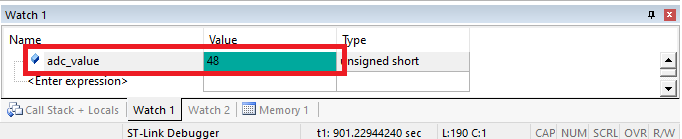 Watch 1
Name Value Type
adc_value 48 unsigned short
<Enter expression>
Call Stack + Locals Watch 1 Watch 2 Memory 1
ST-Link Debugger t1: 901.22944240 sec L:190 C:1 CAP NUM SCRL OVR R/W